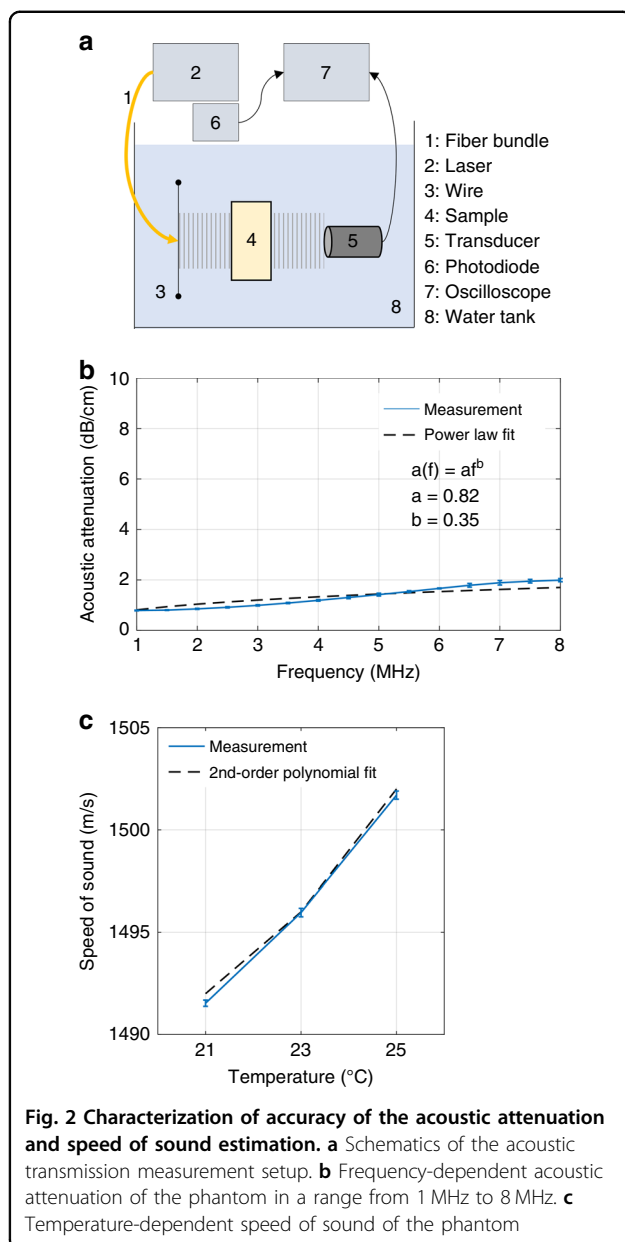 a
2
7
1
6
4
5
3
8
1: Fiber bundle
2: Laser
3: Wire
4: Sample
5: Transducer
6: Photodiode
7: Oscilloscope
8: Water tank
b
10
8
6
4
2
0
Acoustic attenuation (dB/cm)
Measurement
Power law fit
a(f) = af^b
a = 0.82
b = 0.35
1 2 3 4 5 6 7 8
Frequency (MHz)
c
1505
1500
1495
1490
Speed of sound (m/s)
Measurement
2nd-order polynomial fit
21 23 25
Temperature (°C)
Fig. 2 Characterization of accuracy of the acoustic attenuation
and speed of sound estimation. a Schematics of the acoustic
transmission measurement setup. b Frequency-dependent acoustic
attenuation of the phantom in a range from 1 MHz to 8 MHz. c
Temperature-dependent speed of sound of the phantom